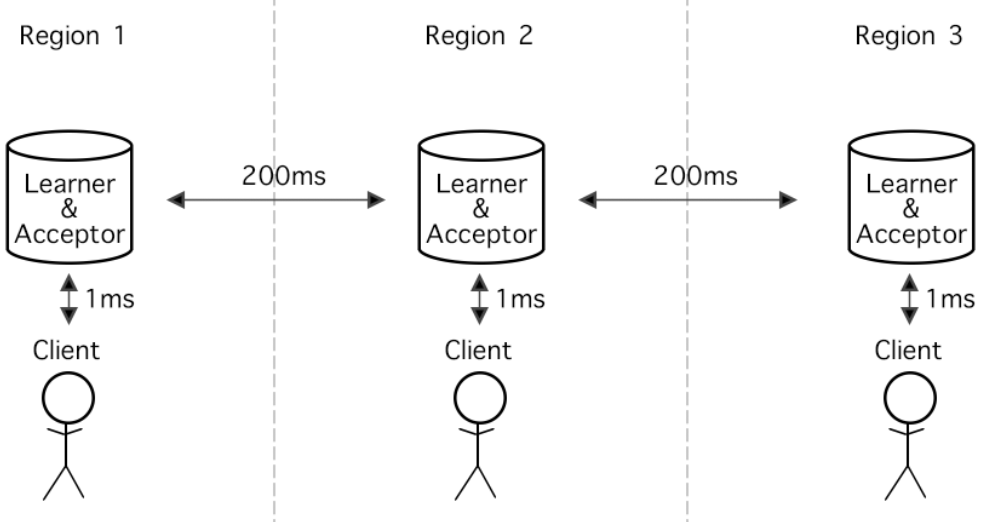 Region 1
Region 2
Region 3
Learner
&
Acceptor
200ms
Learner
&
Acceptor
200ms
Learner
&
Acceptor
1ms
1ms
1ms
Client
Client
Client